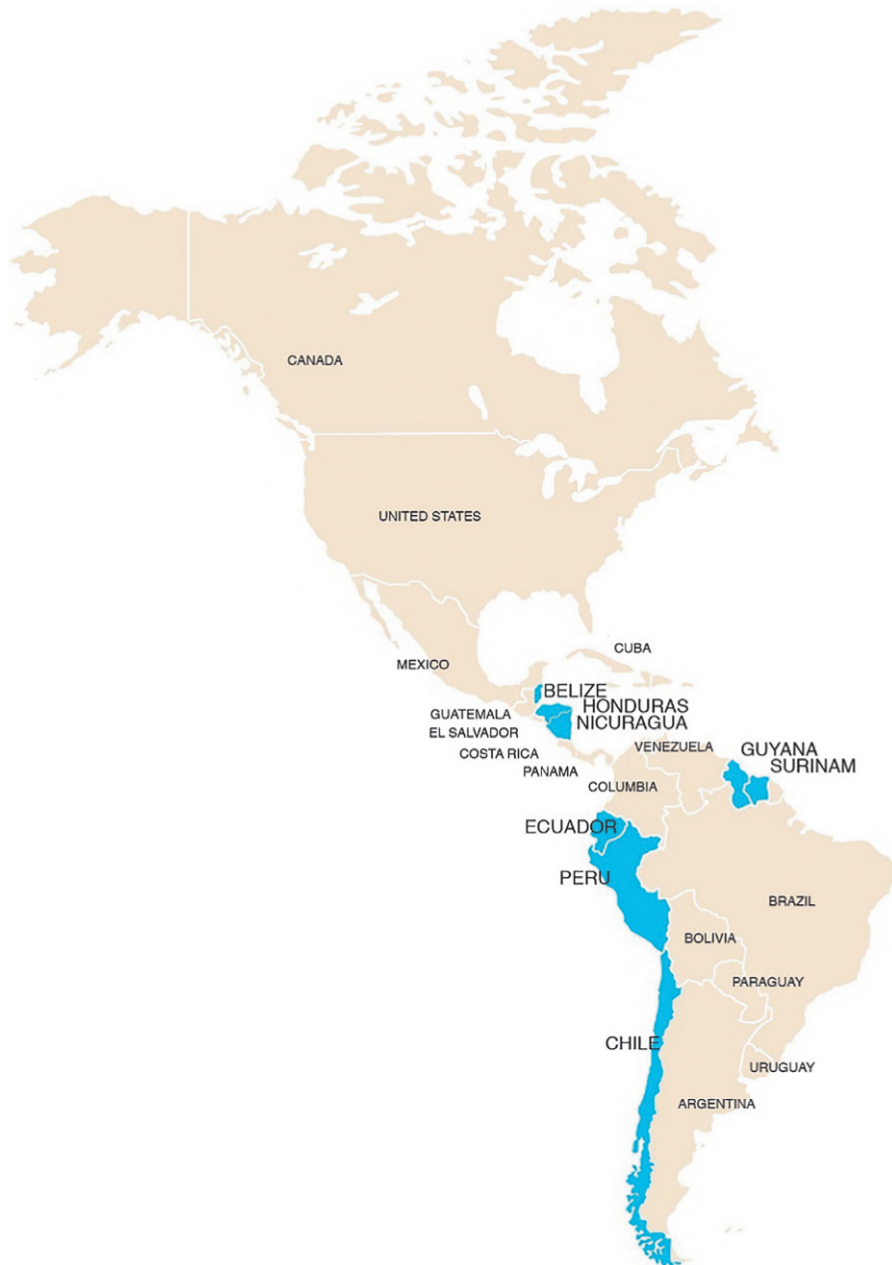 CANADA
UNITED STATES
CUBA
MEXICO
BELIZE
HONDURAS
GUATEMALA
NICURAGUA
EL SALVADOR
COSTA RICA
VENEZUELA
GUYANA
SURINAM
PANAMA
COLUMBIA
ECUADOR
PERU
BRAZIL
BOLIVIA
PARAGUAY
CHILE
URUGUAY
ARGENTINA